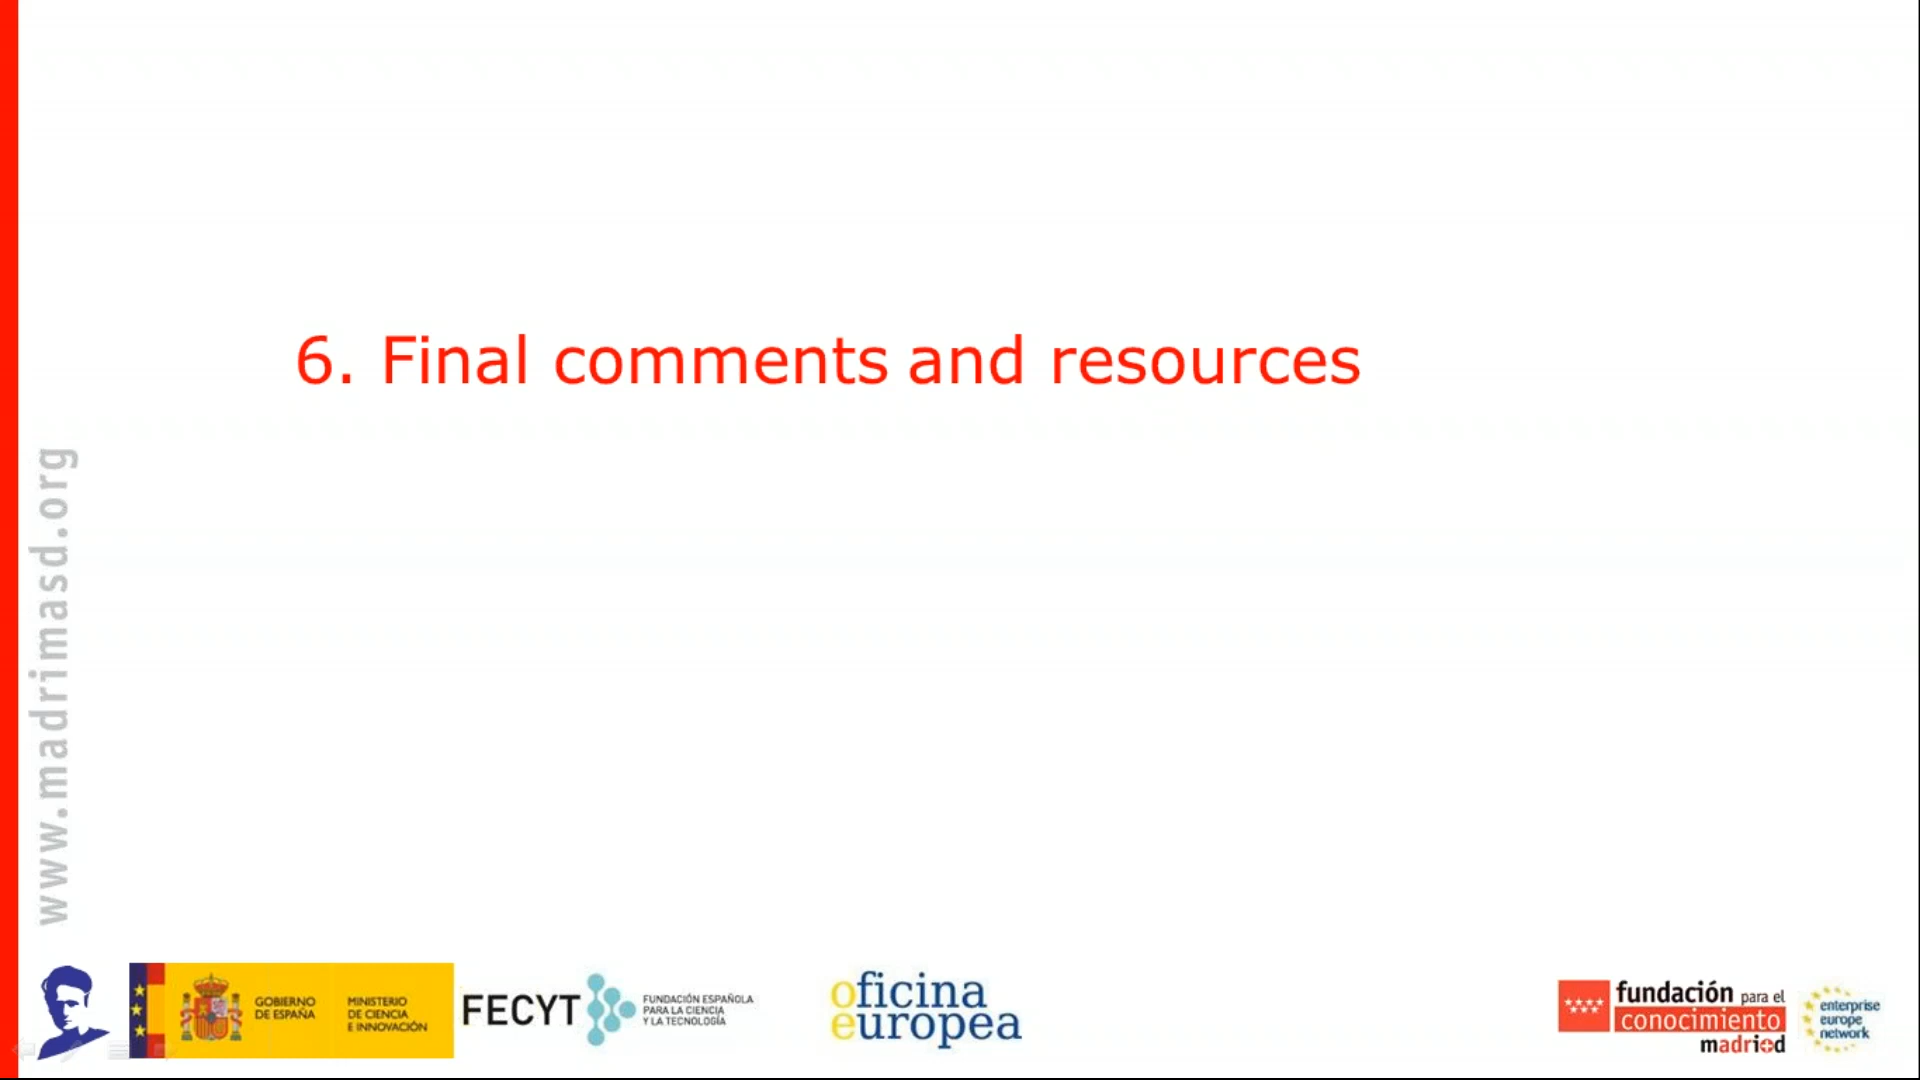 6. Final comments and resources
www.madrimasd.org
GOBIERNO
DE ESPAÑA
MINISTERIO
DE CIENCIA
E INNOVACIÓN
FECYT
FUNDACIÓN ESPAÑOLA
PARA LA CIENCIA
Y LA TECNOLOGÍA
oficina
europea
fundación para el
conocimiento
madri+d
enterprise
europe
network